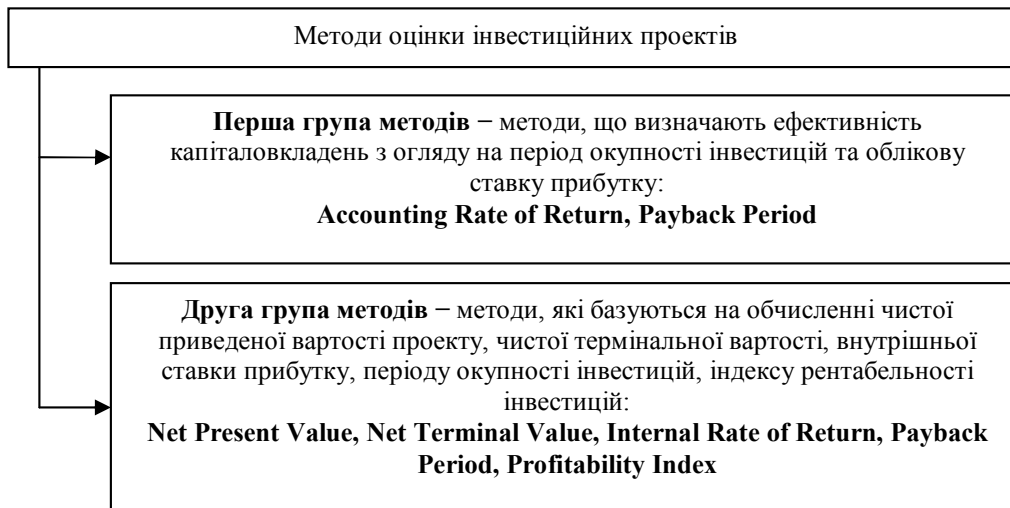 Методи оцінки інвестиційних проектів
Перша група методів – методи, що визначають ефективність
капіталовкладень з огляду на період окупності інвестицій та облікову
ставку прибутку:
Accounting Rate of Return, Payback Period
Друга група методів – методи, які базуються на обчисленні чистої
приведеної вартості проекту, чистої термінальної вартості, внутрішньої
ставки прибутку, періоду окупності інвестицій, індексу рентабельності
інвестицій:
Net Present Value, Net Terminal Value, Internal Rate of Return, Payback
Period, Profitability Index